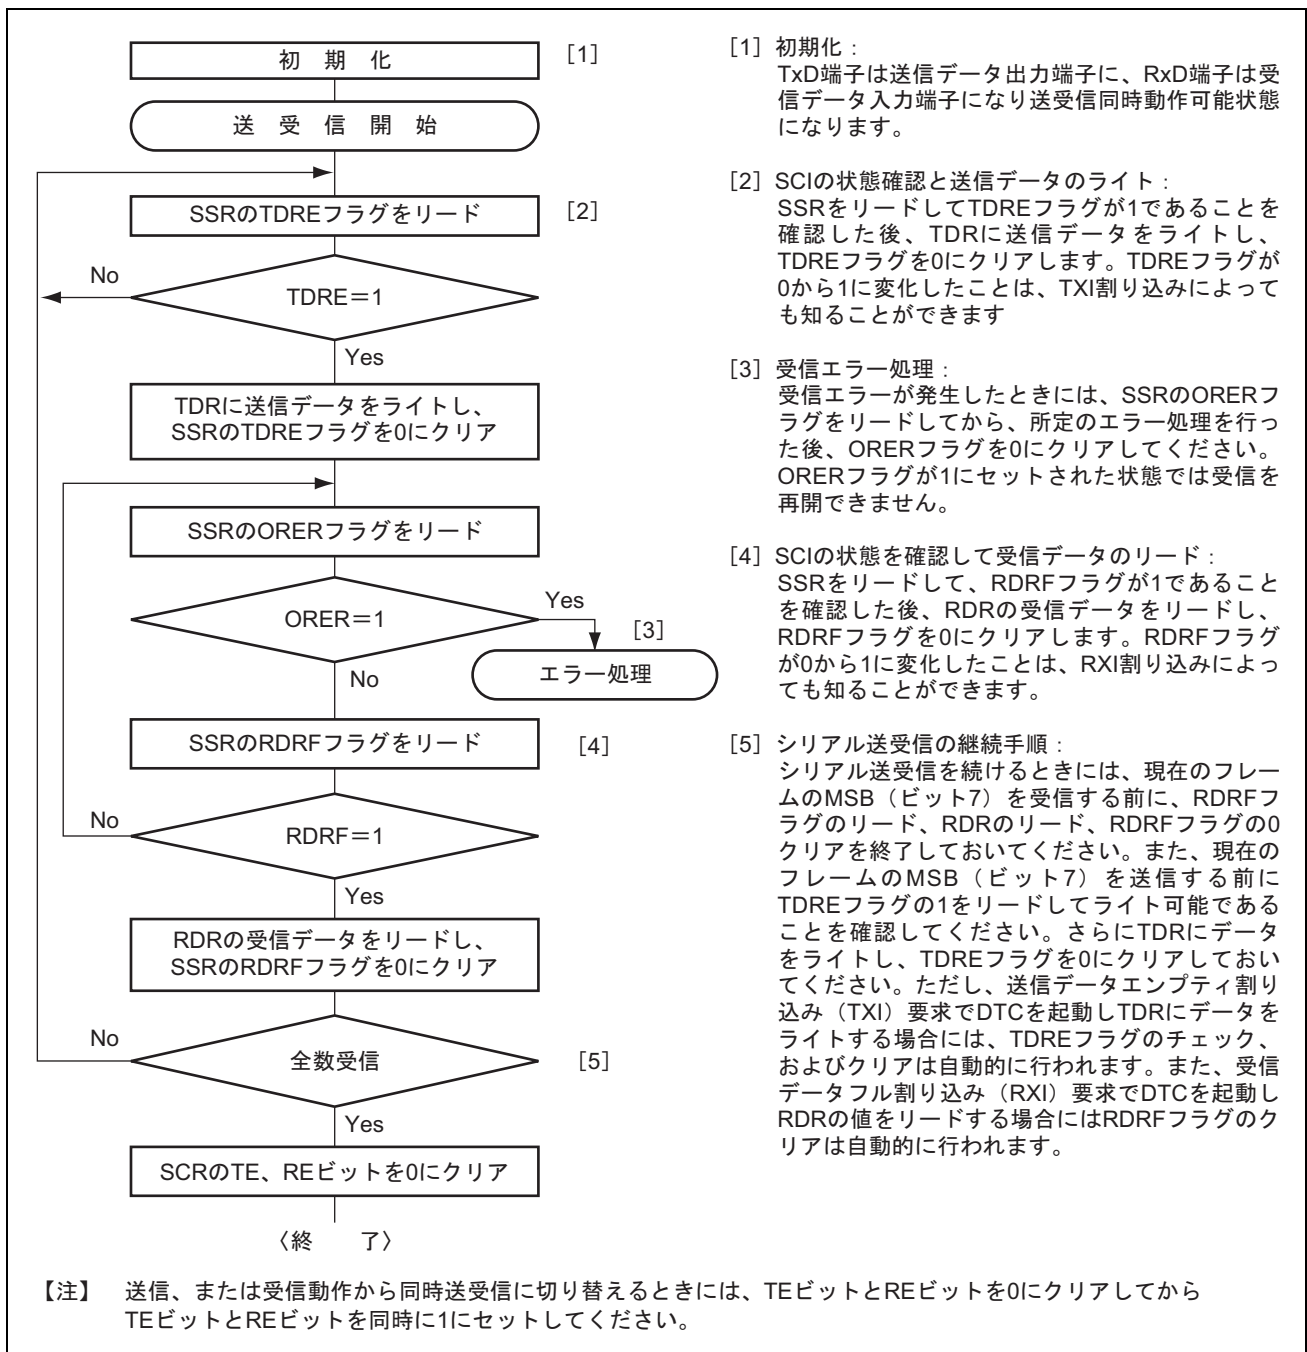 初 期 化
[1]
送 受 信 開 始
SSRのTDREフラグをリード
[2]
No
TDRE＝1
Yes
TDRに送信データをライトし、
SSRのTDREフラグを0にクリア
SSRのORERフラグをリード
ORER＝1
Yes
[3]
エラー処理
No
SSRのRDRFフラグをリード
[4]
No
RDRF＝1
Yes
RDRの受信データをリードし、
SSRのRDRFフラグを0にクリア
No
全数受信
[5]
Yes
SCRのTE、REビットを0にクリア
〈終　了〉
[1] 初期化：
TxD端子は送信データ出力端子に、RxD端子は受
信データ入力端子になり送受信同時動作可能状態
になります。
[2] SCIの状態確認と送信データのライト：
SSRをリードしてTDREフラグが1であることを
確認した後、TDRに送信データをライトし、
TDREフラグを0にクリアします。TDREフラグが
0から1に変化したことは、TXI割り込みによって
も知ることができます
[3] 受信エラー処理：
受信エラーが発生したときには、SSRのORERフ
ラグをリードしてから、所定のエラー処理を行っ
た後、ORERフラグを0にクリアしてください。
ORERフラグが1にセットされた状態では受信を
再開できません。
[4] SCIの状態を確認して受信データのリード：
SSRをリードして、RDRFフラグが1であること
を確認した後、RDRの受信データをリードし、
RDRFフラグを0にクリアします。RDRFフラグ
が0から1に変化したことは、RXI割り込みによっ
ても知ることができます。
[5] シリアル送受信の継続手順：
シリアル送受信を続けるときには、現在のフレー
ムのMSB（ビット7）を受信する前に、RDRFフ
ラグのリード、RDRのリード、RDRFフラグの0
クリアを終了しておいてください。また、現在の
フレームのMSB（ビット7）を送信する前に
TDREフラグの1をリードしてライト可能である
ことを確認してください。さらにTDRにデータ
をライトし、TDREフラグを0にクリアしておい
てください。ただし、送信データエンプティ割り
込み（TXI）要求でDTCを起動しTDRにデータを
ライトする場合には、TDREフラグのチェック、
およびクリアは自動的に行われます。また、受信
データフル割り込み（RXI）要求でDTCを起動し
RDRの値をリードする場合にはRDRFフラグのク
リアは自動的に行われます。
【注】 送信、または受信動作から同時送受信に切り替えるときには、TEビットとREビットを0にクリアしてから
TEビットとREビットを同時に1にセットしてください。